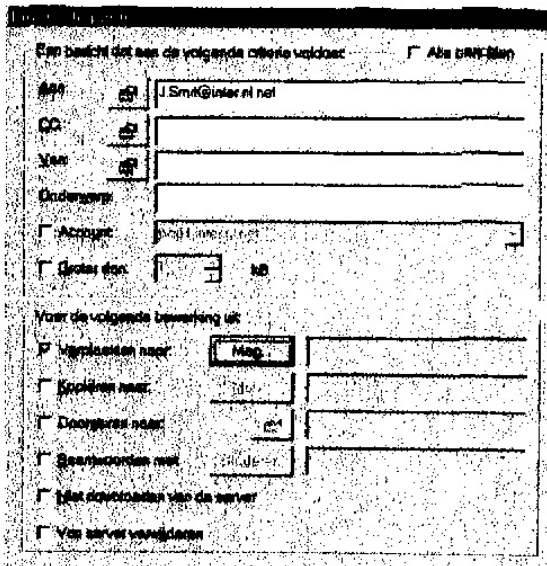 Een bericht dat aan de volgende criteria voldoet Alle berichten
Aan: J.Smit@inter.nl.net
CC:
Van:
Onderwerp:
Account:
Groter dan: kB
Voer de volgende bewerking uit
Verplaatsen naar: Map...
Kopiëren naar:
Doorsturen naar:
Beantwoorden met
Niet downloaden van de server
Van server verwijderen